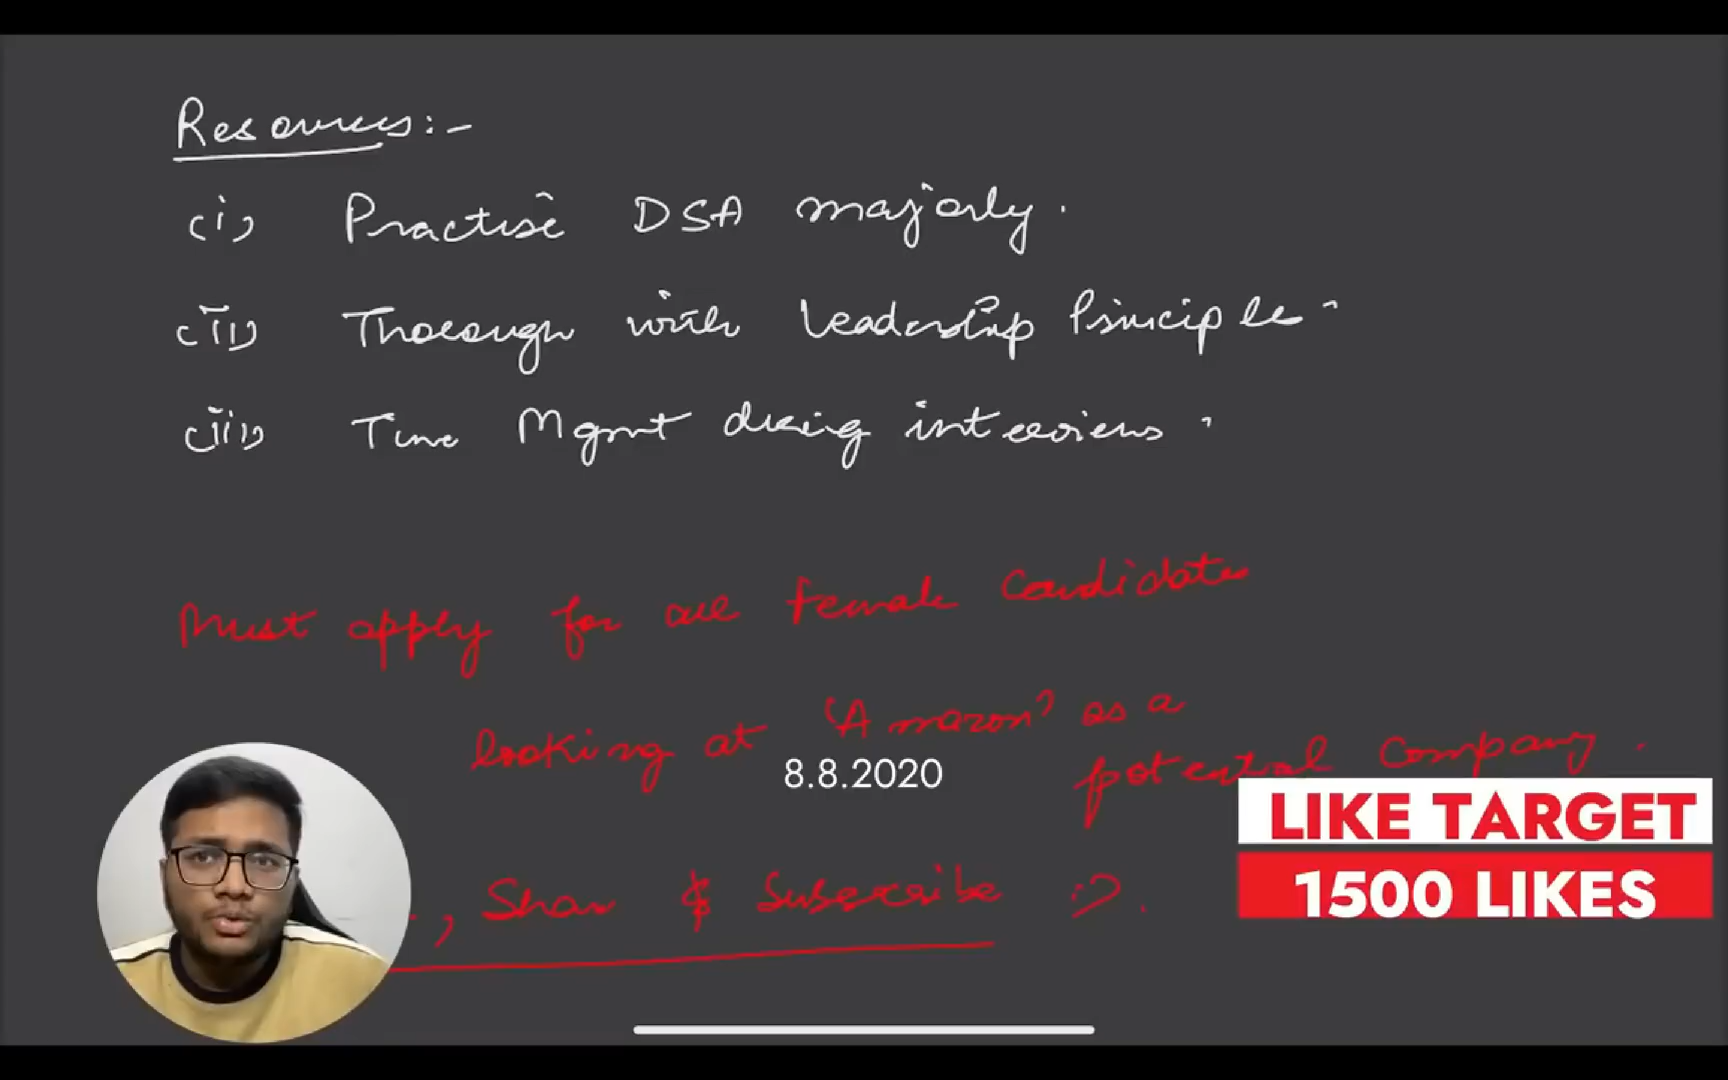 Resources:-
(i) Practise DSA majorly.
(ii) Thorough with Leadership Principle.
(iii) Time Mgmt during interviews.
Must apply for all female candidates
looking at 'Amazon' as a
potential company.
8.8.2020
, Share & Subscribe :).
LIKE TARGET
1500 LIKES